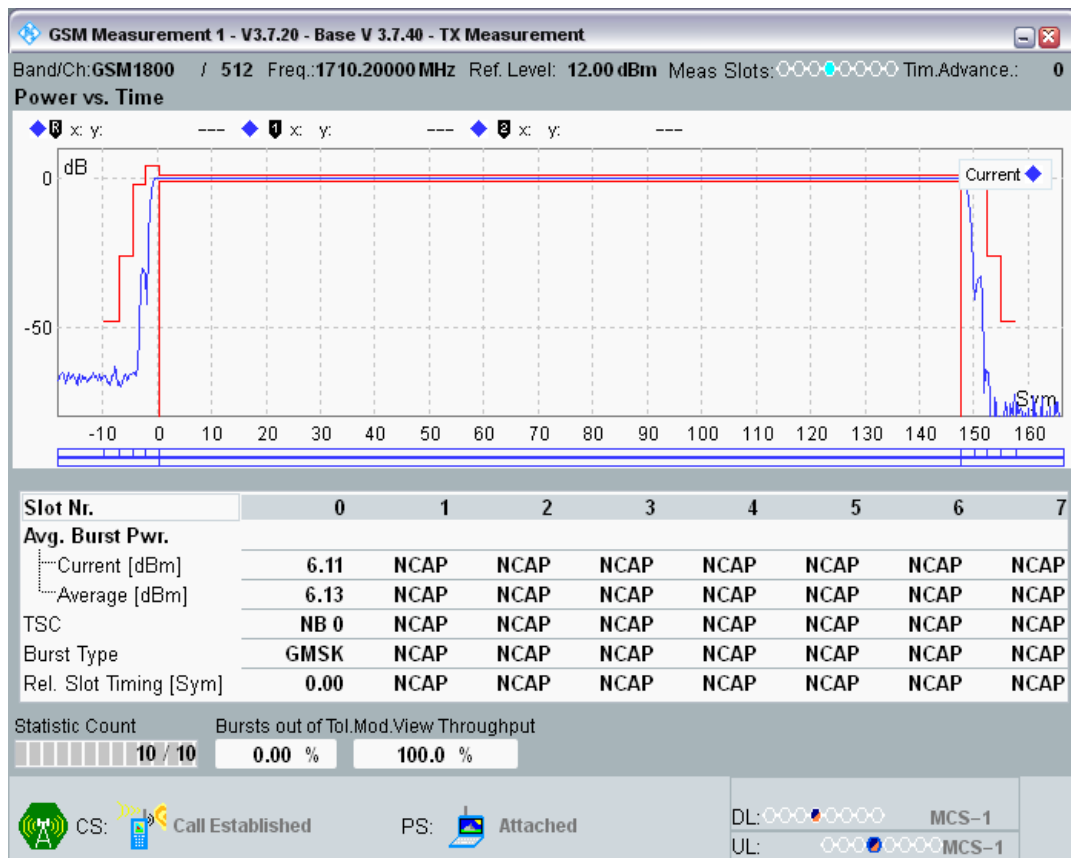 GSM Measurement 1 - V3.7.20 - Base V 3.7.40 - TX Measurement
Band/Ch:GSM1800 / 512 Freq.:1710.20000 MHz Ref. Level: 12.00 dBm Meas Slots: Tim.Advance.: 0
Power vs. Time
R x: y: --- 1 x: y: --- 2 x: y: ---
dB
Current
0
-50
Sym
-10 0 10 20 30 40 50 60 70 80 90 100 110 120 130 140 150 160
Slot Nr. 0 1 2 3 4 5 6 7
Avg. Burst Pwr.
Current [dBm] 6.11 NCAP NCAP NCAP NCAP NCAP NCAP NCAP
Average [dBm] 6.13 NCAP NCAP NCAP NCAP NCAP NCAP NCAP
TSC NB 0 NCAP NCAP NCAP NCAP NCAP NCAP NCAP
Burst Type GMSK NCAP NCAP NCAP NCAP NCAP NCAP NCAP
Rel. Slot Timing [Sym] 0.00 NCAP NCAP NCAP NCAP NCAP NCAP NCAP
Statistic Count Bursts out of Tol.Mod.View Throughput
10 / 10 0.00 % 100.0 %
DL: MCS-1
CS: Call Established PS: Attached
UL: MCS-1